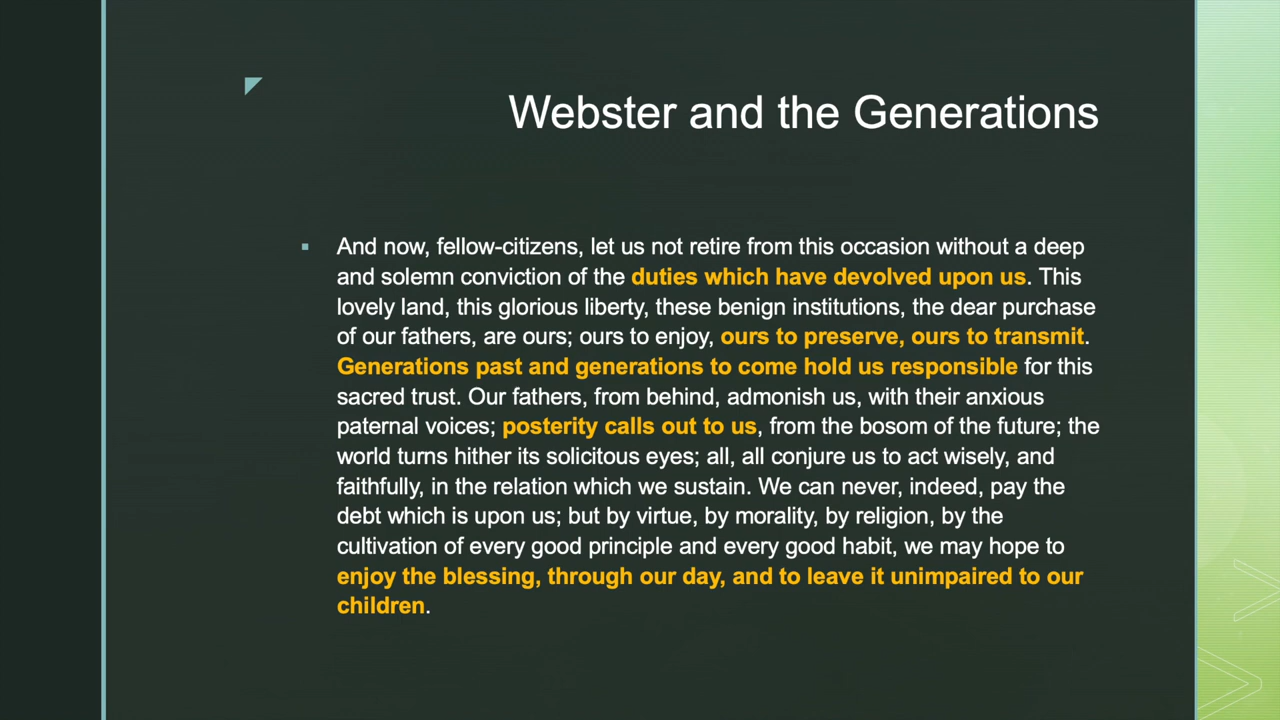 Webster and the Generations
And now, fellow-citizens, let us not retire from this occasion without a deep
and solemn conviction of the duties which have devolved upon us. This
lovely land, this glorious liberty, these benign institutions, the dear purchase
of our fathers, are ours; ours to enjoy, ours to preserve, ours to transmit.
Generations past and generations to come hold us responsible for this
sacred trust. Our fathers, from behind, admonish us, with their anxious
paternal voices; posterity calls out to us, from the bosom of the future; the
world turns hither its solicitous eyes; all, all conjure us to act wisely, and
faithfully, in the relation which we sustain. We can never, indeed, pay the
debt which is upon us; but by virtue, by morality, by religion, by the
cultivation of every good principle and every good habit, we may hope to
enjoy the blessing, through our day, and to leave it unimpaired to our
children.